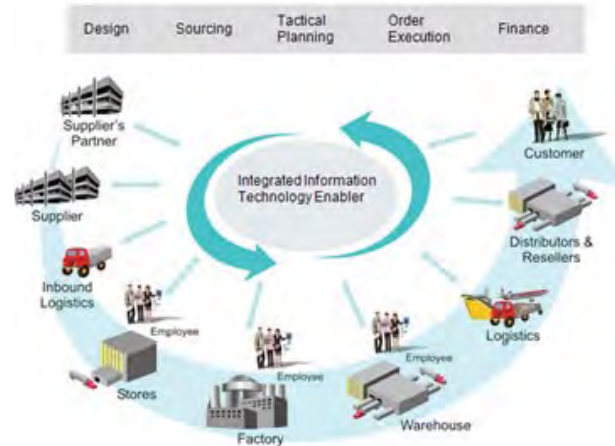 Design
Sourcing
Tactical
Planning
Order
Execution
Finance
Supplier's
Partner
Customer
Integrated Information
Technology Enabler
Supplier
Distributors &
Resellers
Inbound
Logistics
Employee
Logistics
Stores
Employee
Employee
Factory
Warehouse